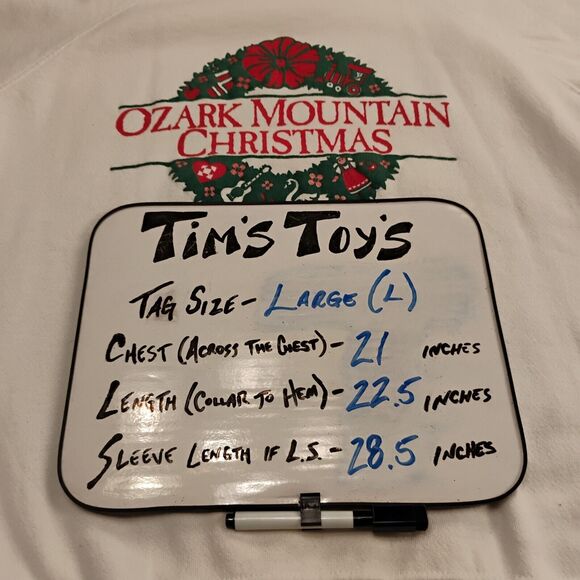 OZARK MOUNTAIN
CHRISTMAS
TIM'S TOY'S
TAG SIZE - LARGE (L)
CHEST (ACROSS THE CHEST) - 21 INCHES
LENGTH (COLLAR TO HEM) - 22.5 INCHES
SLEEVE LENGTH IF L.S. - 28.5 INCHES